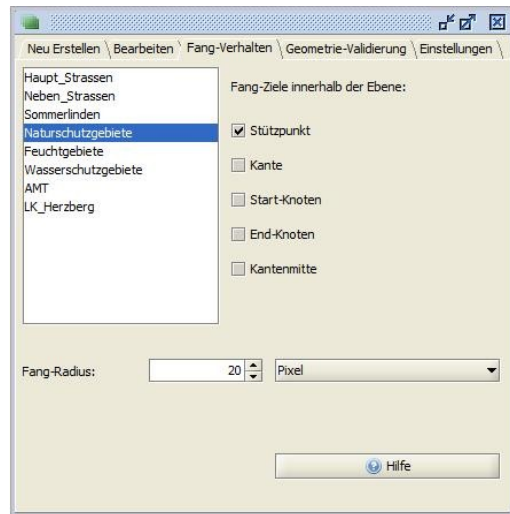 Neu Erstellen Bearbeiten Fang-Verhalten Geometrie-Validierung Einstellungen
Haupt_Strassen
Neben_Strassen
Sommerlinden
Naturschutzgebiete
Feuchtgebiete
Wasserschutzgebiete
AMT
LK_Herzberg
Fang-Ziele innerhalb der Ebene:
Stützpunkt
Kante
Start-Knoten
End-Knoten
Kantenmitte
Fang-Radius: 20 Pixel
Hilfe